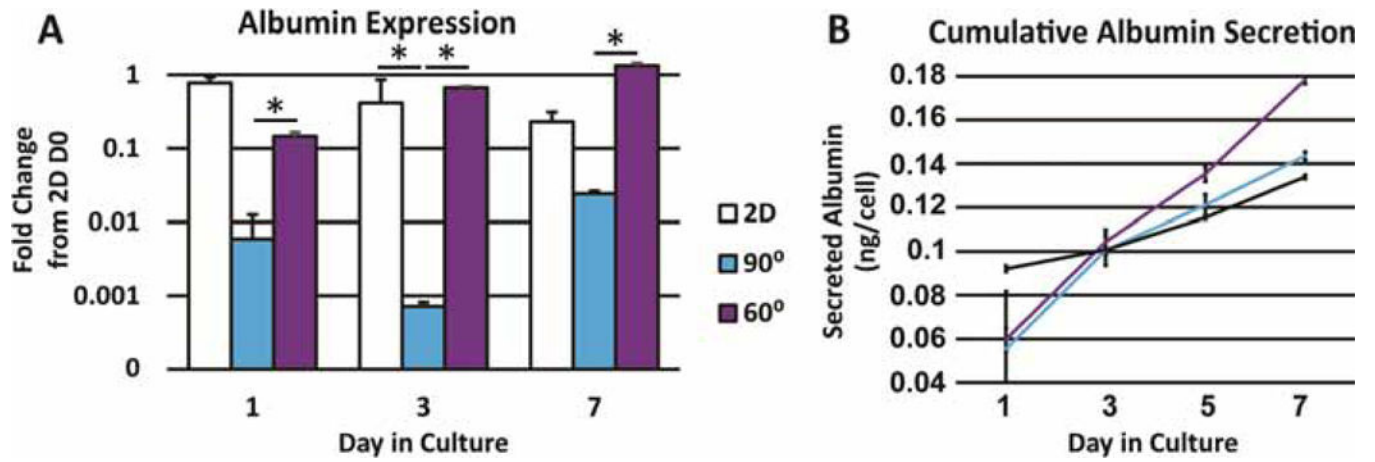 A
Albumin Expression
* * * *
Fold Change
from 2D D0
1
0.1
0.01
0.001
0
1 3 7
Day in Culture
2D
90º
60º
B
Cumulative Albumin Secretion
Secreted Albumin
(ng/cell)
0.18
0.16
0.14
0.12
0.1
0.08
0.06
0.04
1 3 5 7
Day in Culture